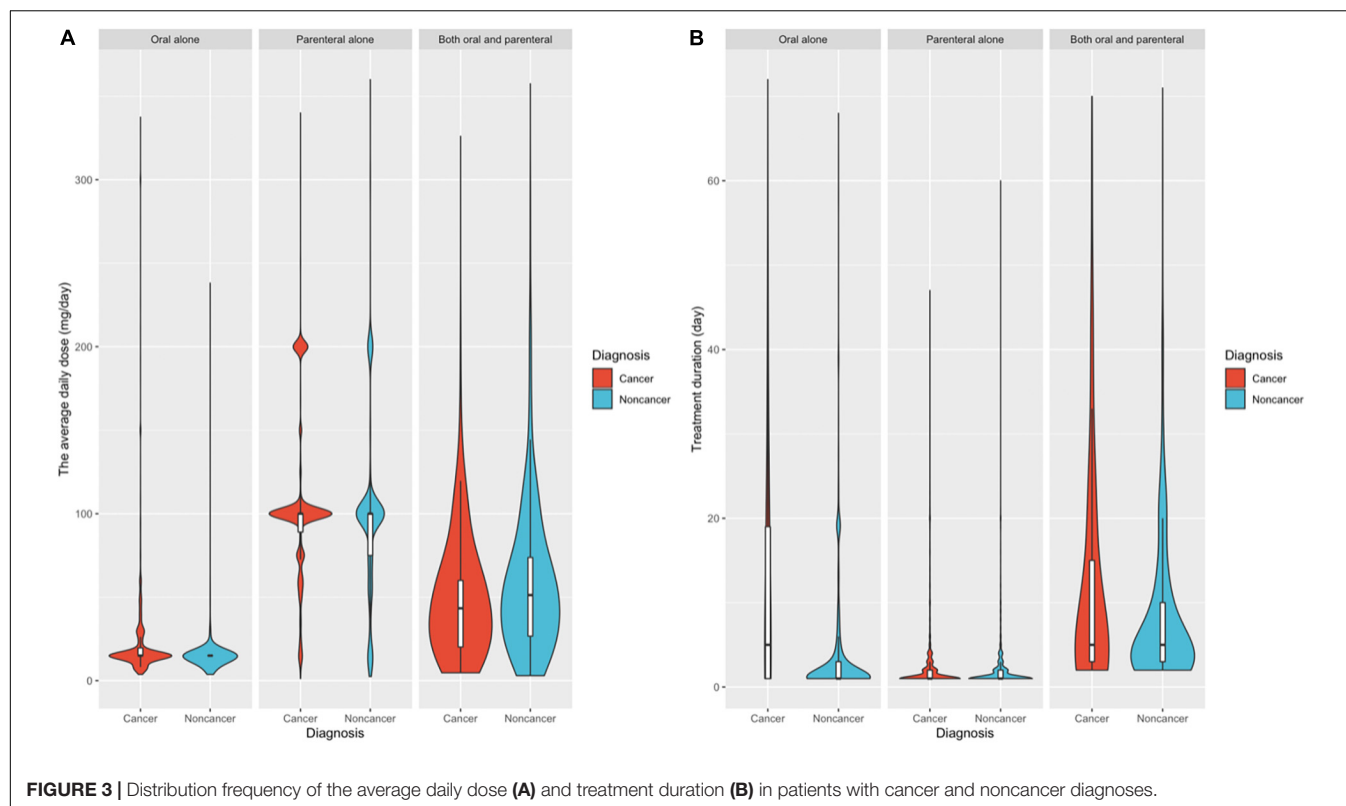 A
Oral alone
Parenteral alone
Both oral and parenteral
The average daily dose (mg/day)
300
200
100
0
Cancer
Noncancer
Cancer
Noncancer
Cancer
Noncancer
Diagnosis
Diagnosis
Cancer
Noncancer
B
Oral alone
Parenteral alone
Both oral and parenteral
Treatment duration (day)
60
40
20
0
Cancer
Noncancer
Cancer
Noncancer
Cancer
Noncancer
Diagnosis
Diagnosis
Cancer
Noncancer
FIGURE 3 | Distribution frequency of the average daily dose (A) and treatment duration (B) in patients with cancer and noncancer diagnoses.